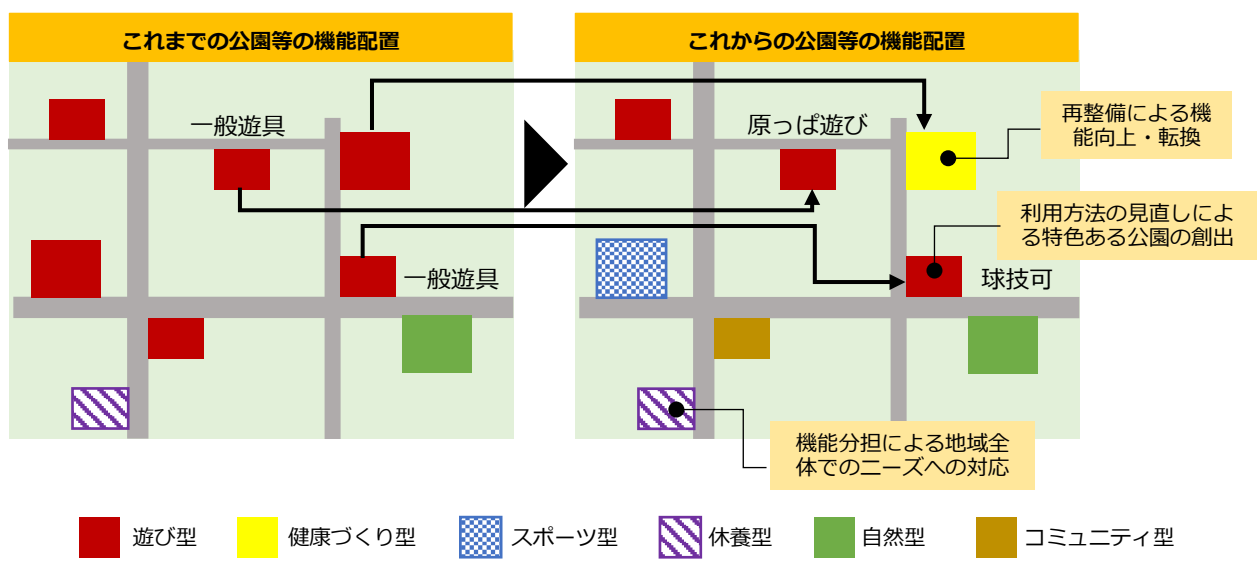 これまでの公園等の機能配置
これからの公園等の機能配置
一般遊具
原っぱ遊び
再整備による機
能向上・転換
利用方法の見直しによ
る特色ある公園の創出
一般遊具
球技可
機能分担による地域全
体でのニーズへの対応
遊び型
健康づくり型
スポーツ型
休養型
自然型
コミュニティ型